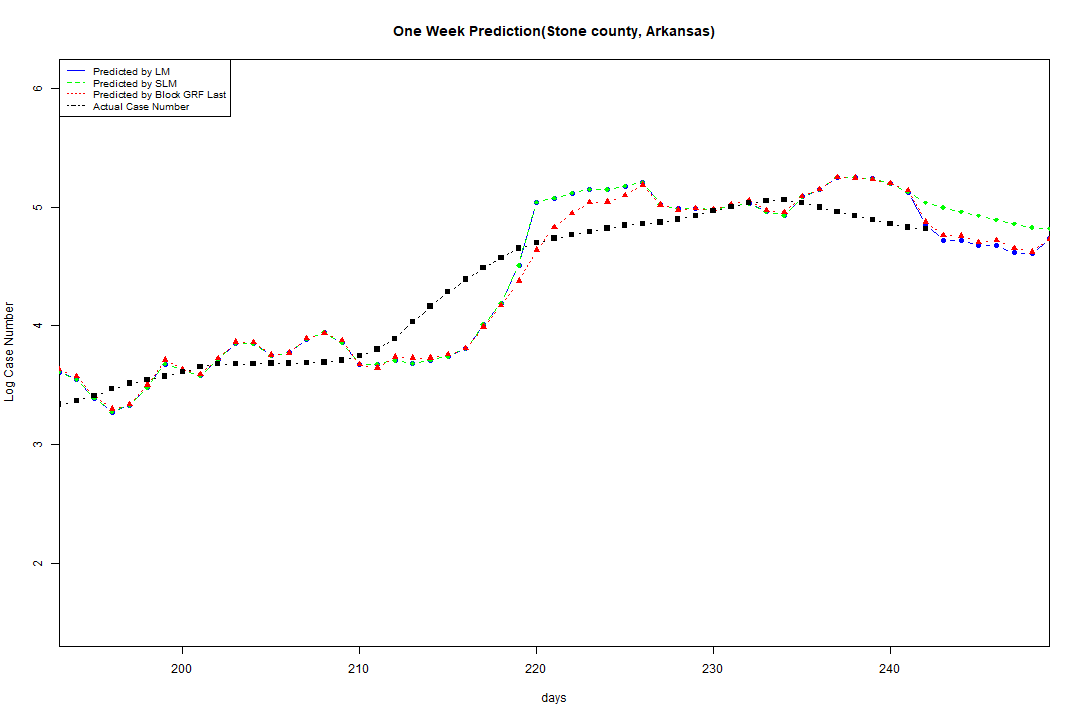 One Week Prediction(Stone county, Arkansas)
Predicted by LM
Predicted by SLM
Predicted by Block GRF Last
Actual Case Number
Log Case Number
6
5
4
3
2
200 210 220 230 240
days